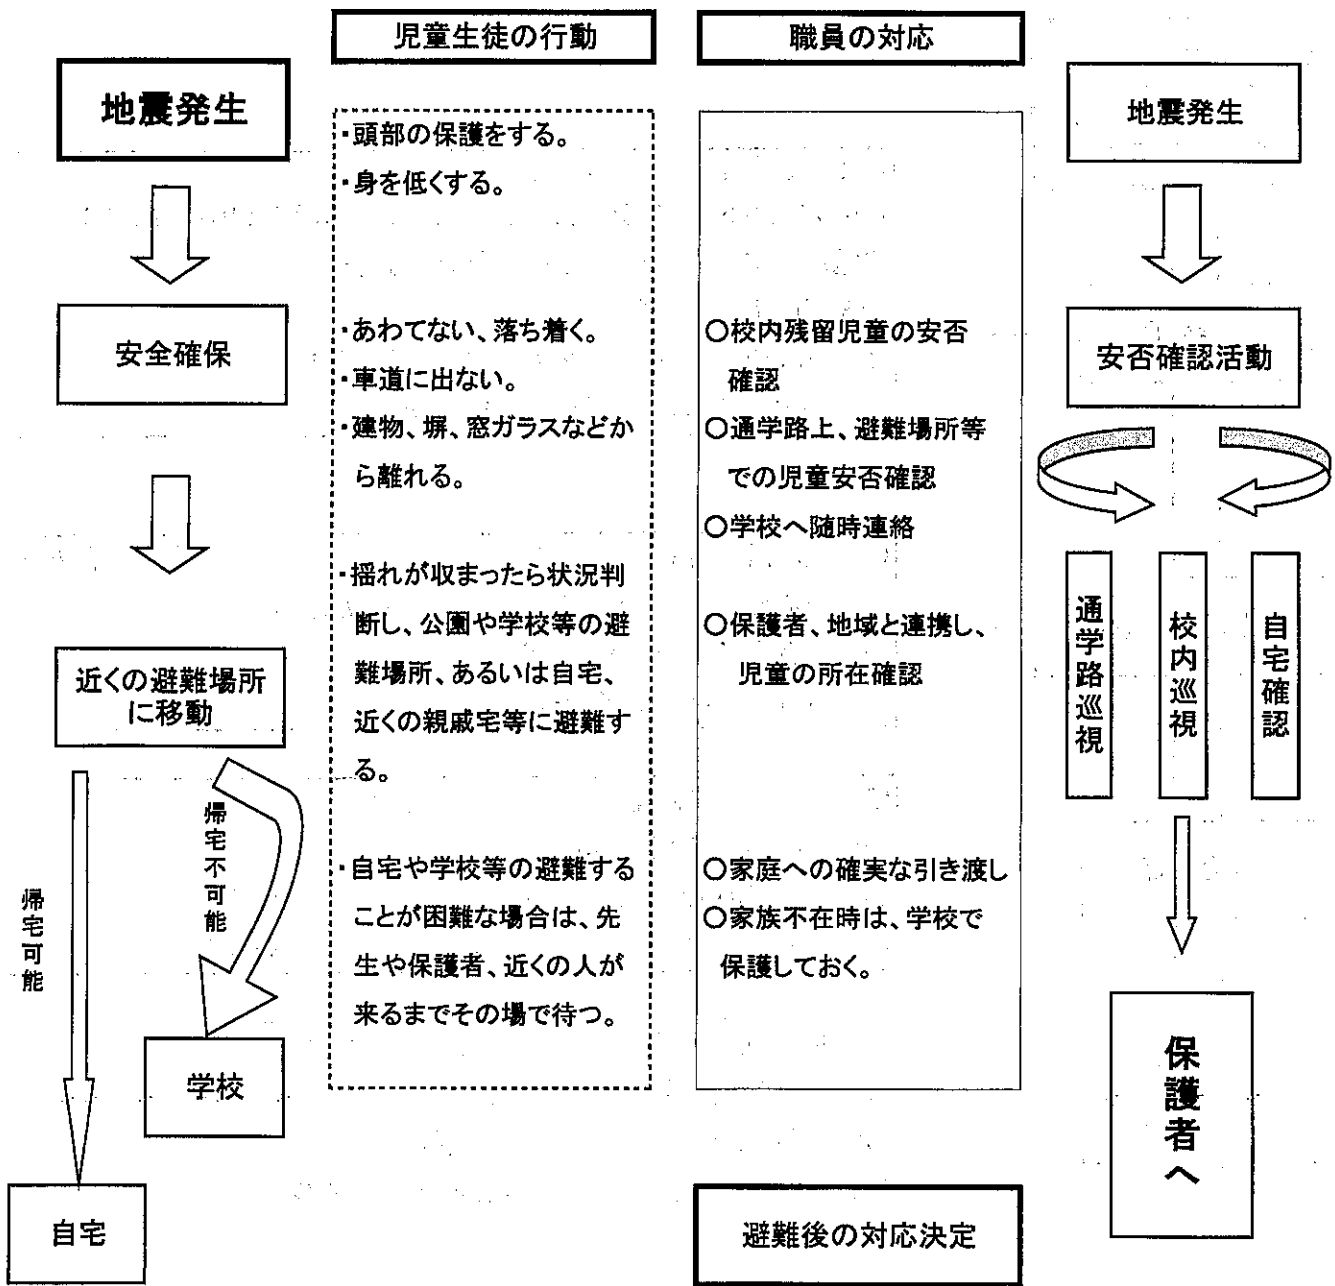 児童生徒の行動
職員の対応
地震発生
・頭部の保護をする。
・身を低くする。
地震発生
安全確保
・あわてない、落ち着く。
・車道に出ない。
・建物、塀、窓ガラスなどか
ら離れる。
〇校内残留児童の安否
確認
〇通学路上、避難場所等
での児童安否確認
〇学校へ随時連絡
安否確認活動
近くの避難場所
に移動
・揺れが収まったら状況判
断し、公園や学校等の避
難場所、あるいは自宅、
近くの親戚宅等に避難す
る。
〇保護者、地域と連携し、
児童の所在確認
通学路巡視
校内巡視
自宅確認
帰宅可能
帰宅不可能
・自宅や学校等の避難する
ことが困難な場合は、先
生や保護者、近くの人が
来るまでその場で待つ。
〇家庭への確実な引き渡し
〇家族不在時は、学校で
保護しておく。
学校
保護者へ
自宅
避難後の対応決定